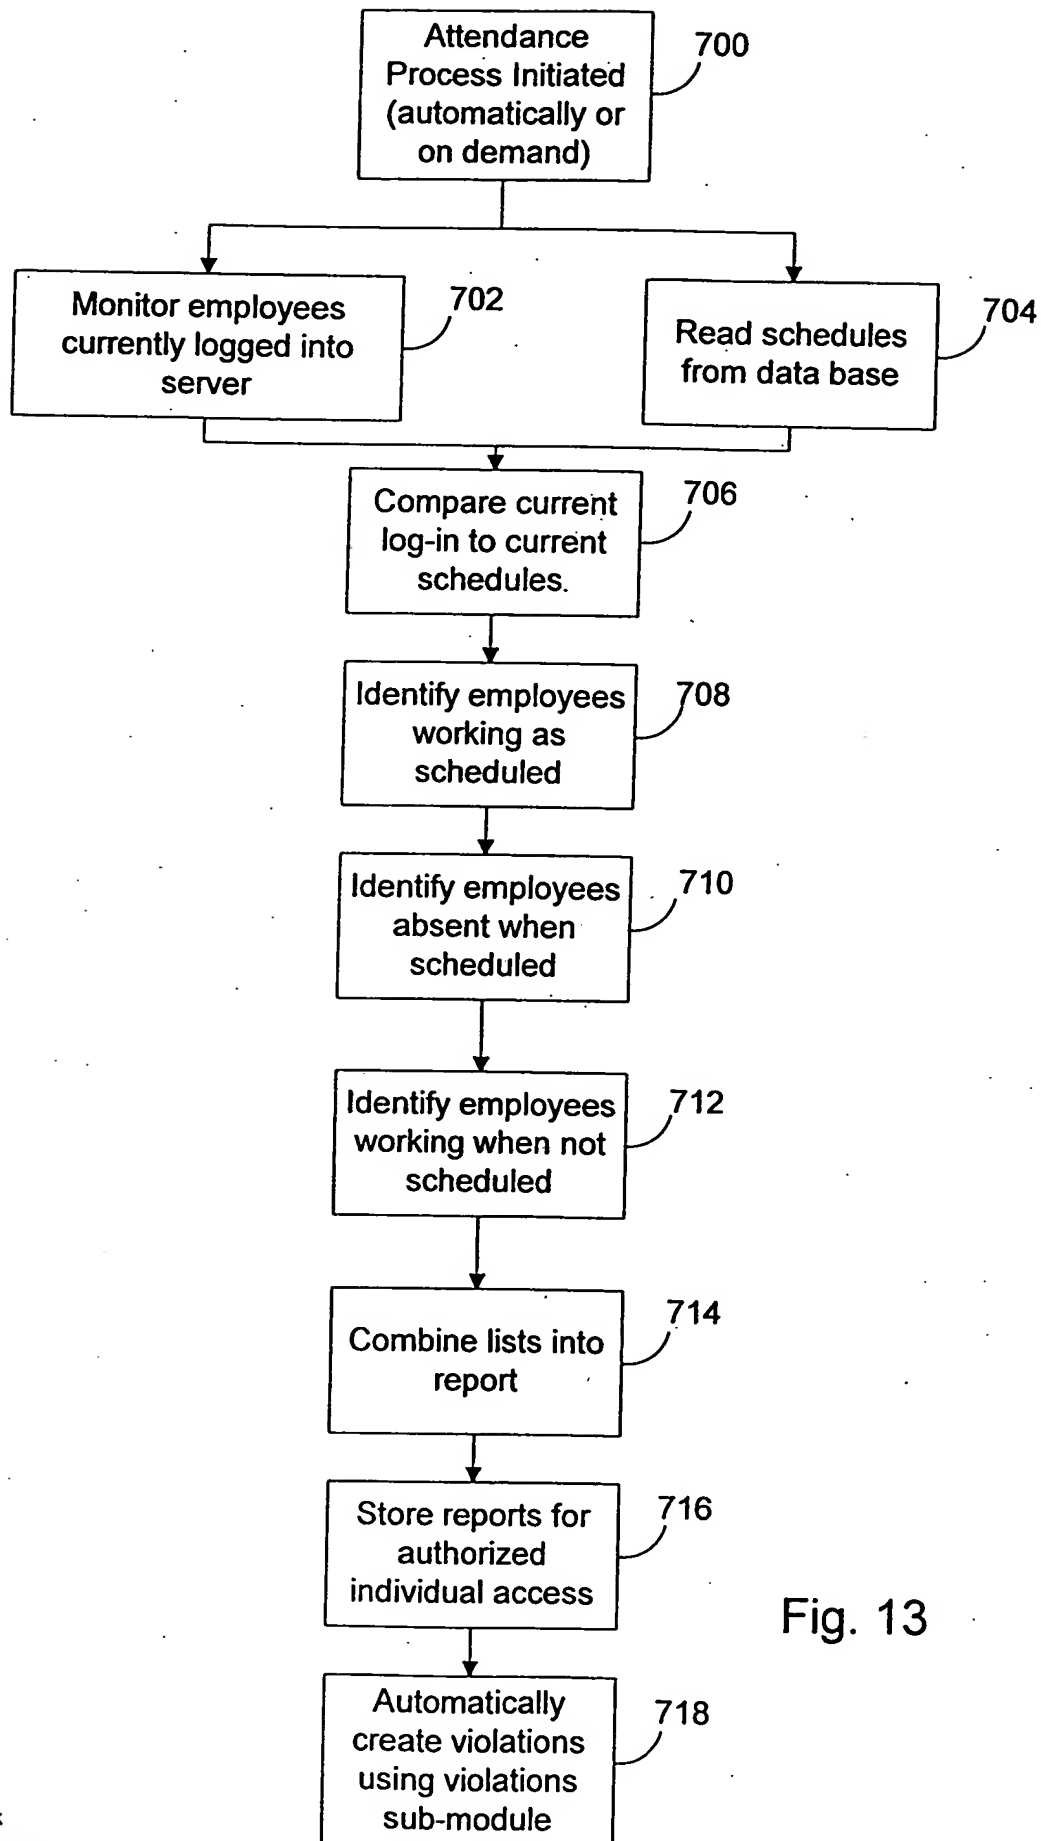 Attendance
Process Initiated
(automatically or
on demand)
700
Monitor employees
currently logged into
server
702
Read schedules
from data base
704
Compare current
log-in to current
schedules.
706
Identify employees
working as
scheduled
708
Identify employees
absent when
scheduled
710
Identify employees
working when not
scheduled
712
Combine lists into
report
714
Store reports for
authorized
individual access
716
Fig. 13
Automatically
create violations
using violations
sub-module
718